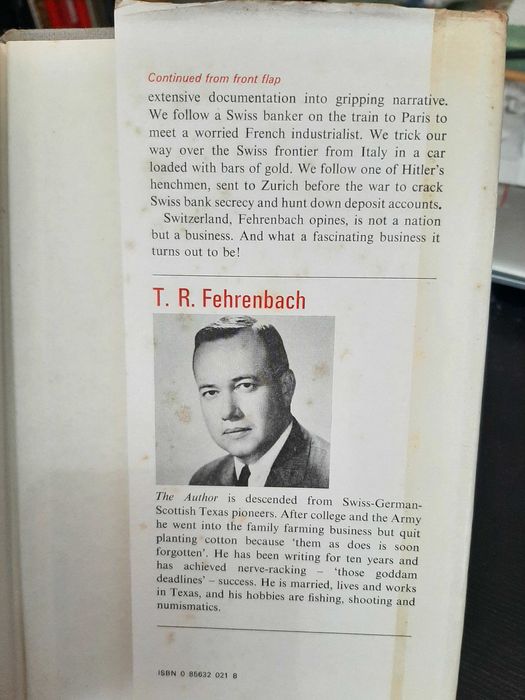 Continued from front flap
extensive documentation into gripping narrative.
We follow a Swiss banker on the train to Paris to
meet a worried French industrialist. We trick our
way over the Swiss frontier from Italy in a car
loaded with bars of gold. We follow one of Hitler's
henchmen, sent to Zurich before the war to crack
Swiss bank secrecy and hunt down deposit accounts.
Switzerland, Fehrenbach opines, is not a nation
but a business. And what a fascinating business it
turns out to be!
T. R. Fehrenbach
The Author is descended from Swiss-German-
Scottish Texas pioneers. After college and the Army
he went into the family farming business but quit
planting cotton because 'them as does is soon
forgotten'. He has been writing for ten years and
has achieved nerve-racking – 'those goddam
deadlines' – success. He is married, lives and works
in Texas, and his hobbies are fishing, shooting and
numismatics.
ISBN 0 85632 021 8